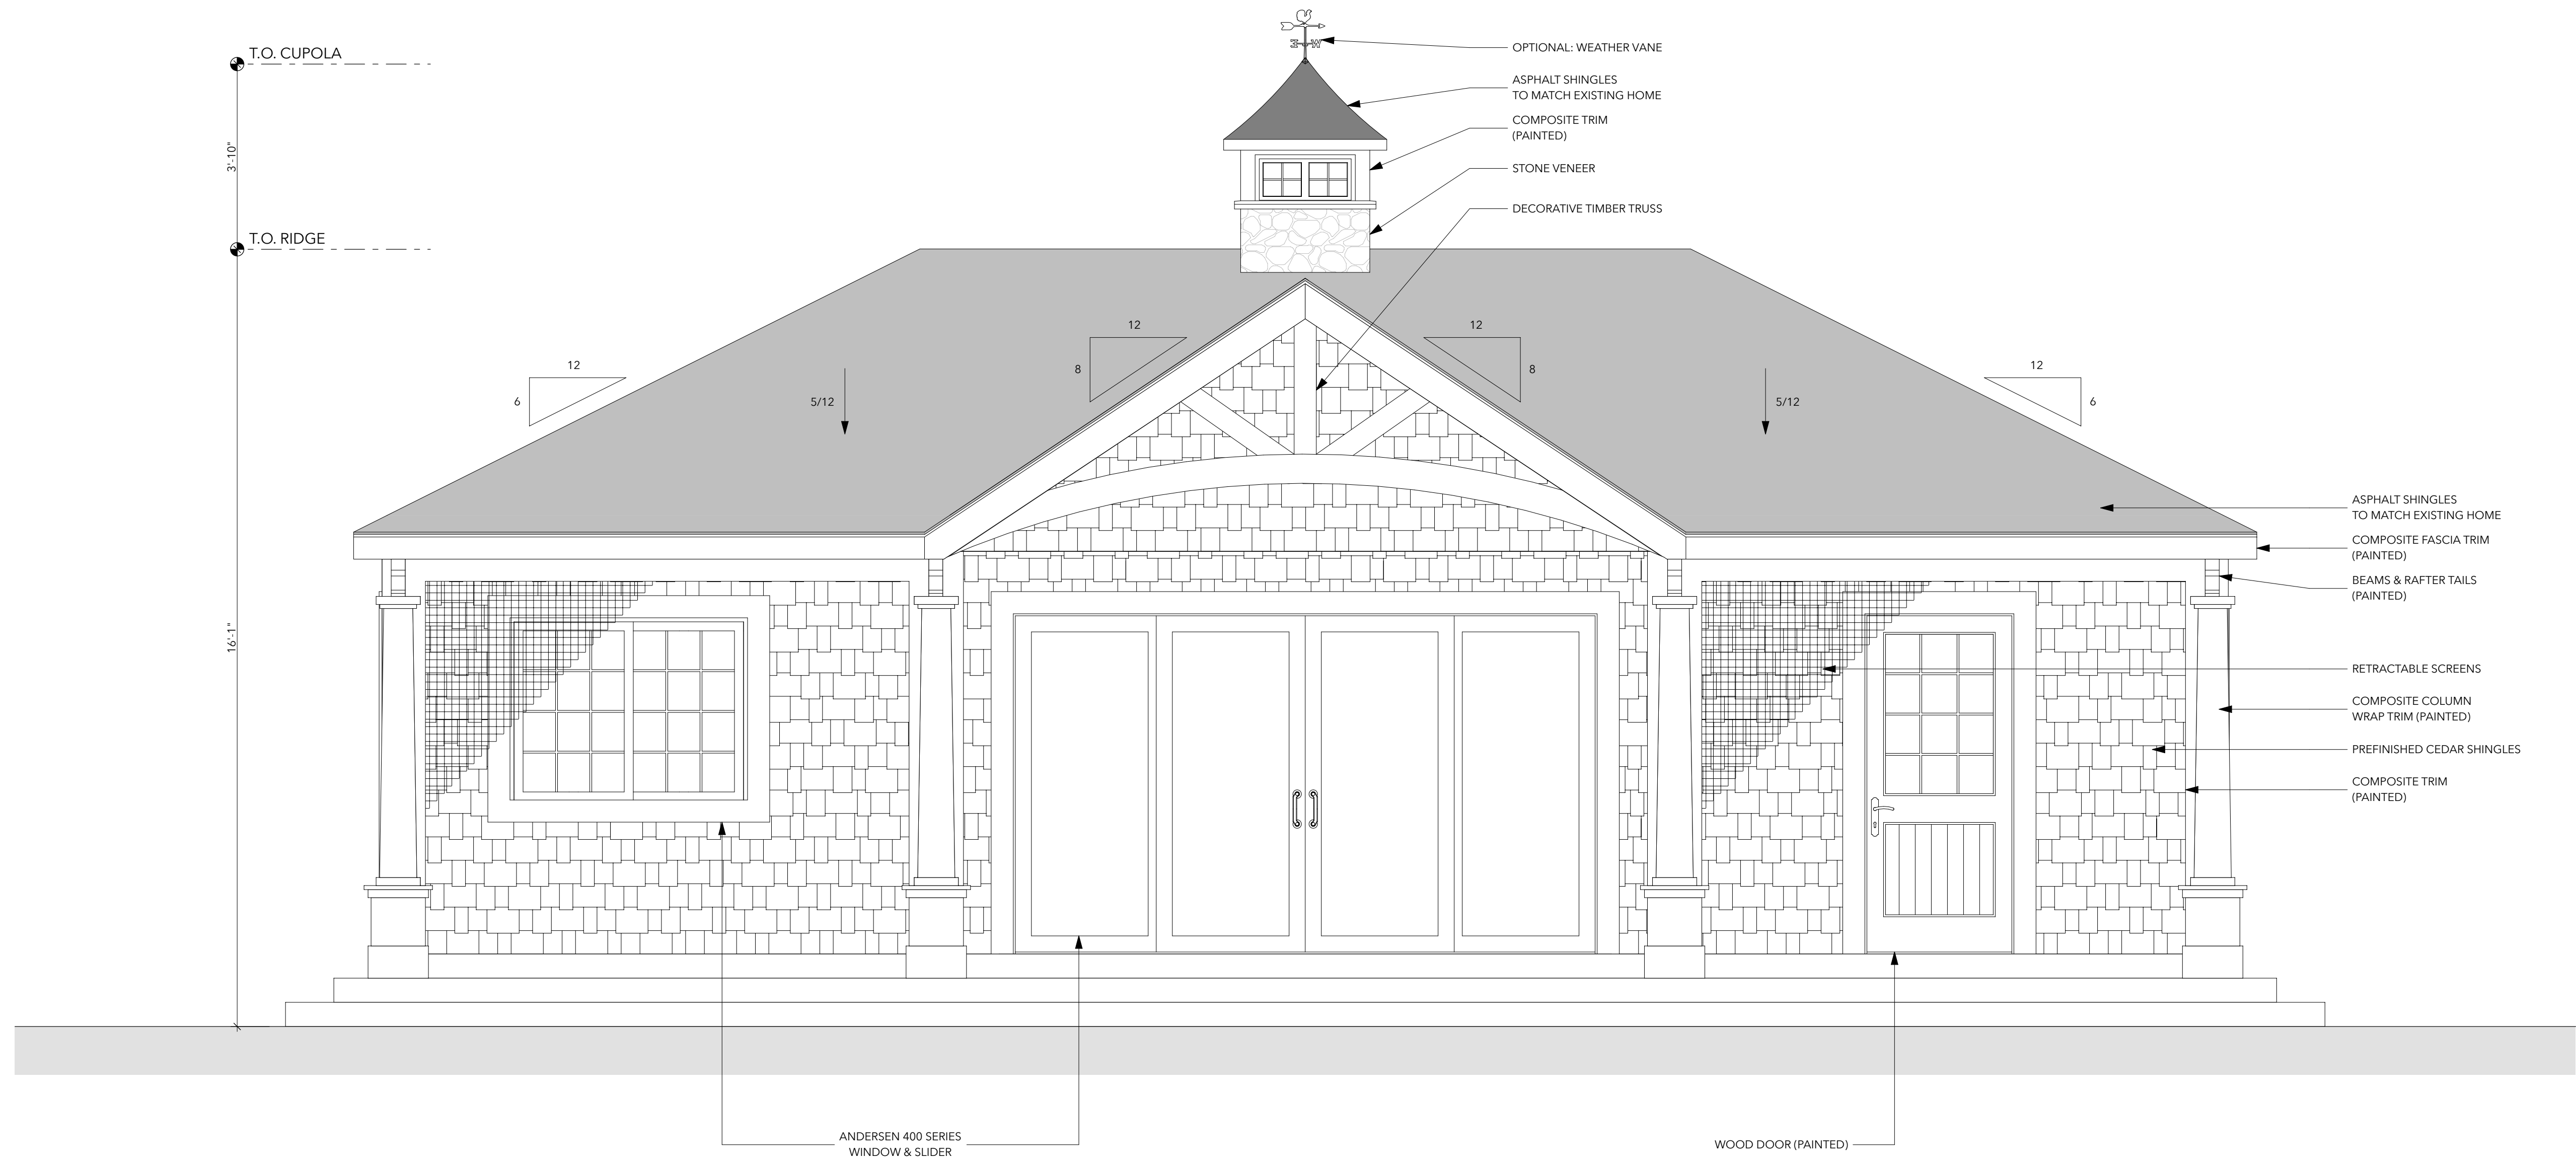 T.O. CUPOLA
3'-10"
T.O. RIDGE
16'-1"
E W
OPTIONAL: WEATHER VANE
ASPHALT SHINGLES
TO MATCH EXISTING HOME
COMPOSITE TRIM
(PAINTED)
STONE VENEER
DECORATIVE TIMBER TRUSS
12
6
5/12
12
8
12
8
5/12
12
6
ASPHALT SHINGLES
TO MATCH EXISTING HOME
COMPOSITE FASCIA TRIM
(PAINTED)
BEAMS & RAFTER TAILS
(PAINTED)
RETRACTABLE SCREENS
COMPOSITE COLUMN
WRAP TRIM (PAINTED)
PREFINISHED CEDAR SHINGLES
COMPOSITE TRIM
(PAINTED)
ANDERSEN 400 SERIES
WINDOW & SLIDER
WOOD DOOR (PAINTED)